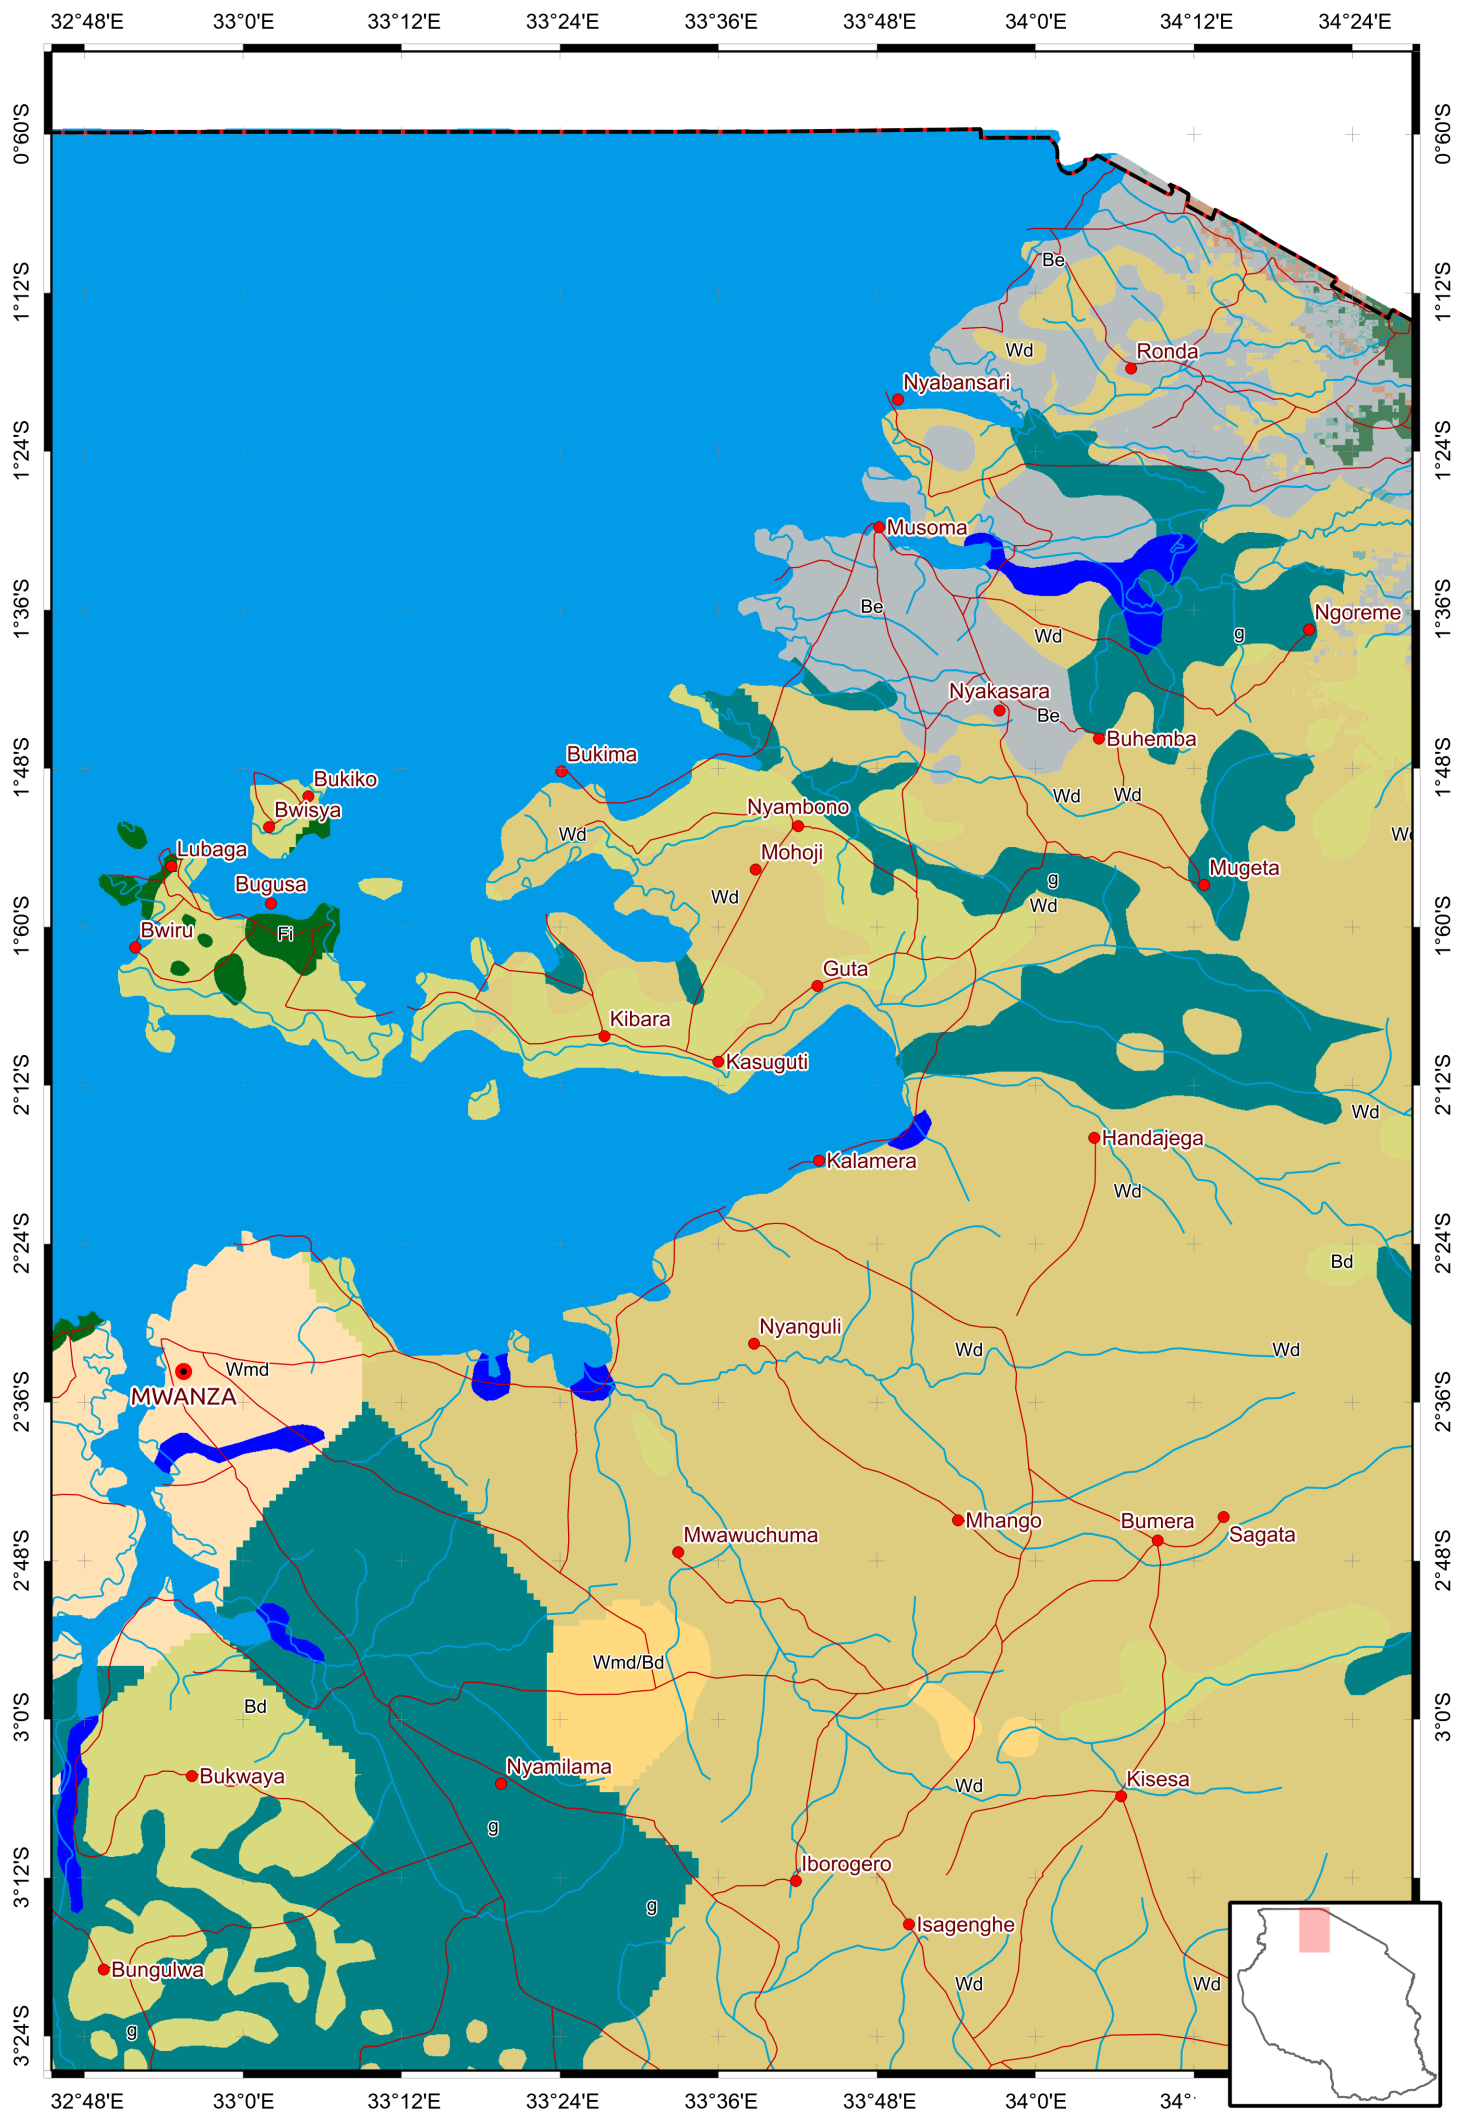 32°48'E 33°0'E 33°12'E 33°24'E 33°36'E 33°48'E 34°0'E 34°12'E 34°24'E
0°60'S 0°60'S
Be
1°12'S 1°12'S
Wd
Ronda
Nyabansari
1°24'S 1°24'S
Musoma
Be
1°36'S 1°36'S
Ngoreme
Wd
g
Nyakasara
Be
Buhemba
Bukima
1°48'S 1°48'S
Bukiko
Wd
Wd
Bwisya
Nyambono
Wd
Lubaga
Mohoji
Mugeta
g
Bugusa
Wd
Wd
Bwiru
Fi
1°60'S 1°60'S
Guta
Kibara
Kasuguti
2°12'S 2°12'S
Wd
Handajega
Kalamera
Wd
2°24'S 2°24'S
Bd
Nyanguli
Wd
Wd
Wmd
MWANZA
2°36'S 2°36'S
Mhango
Bumera
Sagata
Mwawuchuma
2°48'S 2°48'S
Wmd/Bd
Bd
3°0'S 3°0'S
Nyamilama
Bukwaya
Kisesa
Wd
g
Iborogero
3°12'S
g
Isagenghe
Bungulwa
Wd
Wd
g
3°24'S
32°48'E 33°0'E 33°12'E 33°24'E 33°36'E 33°48'E 34°0'E 34°